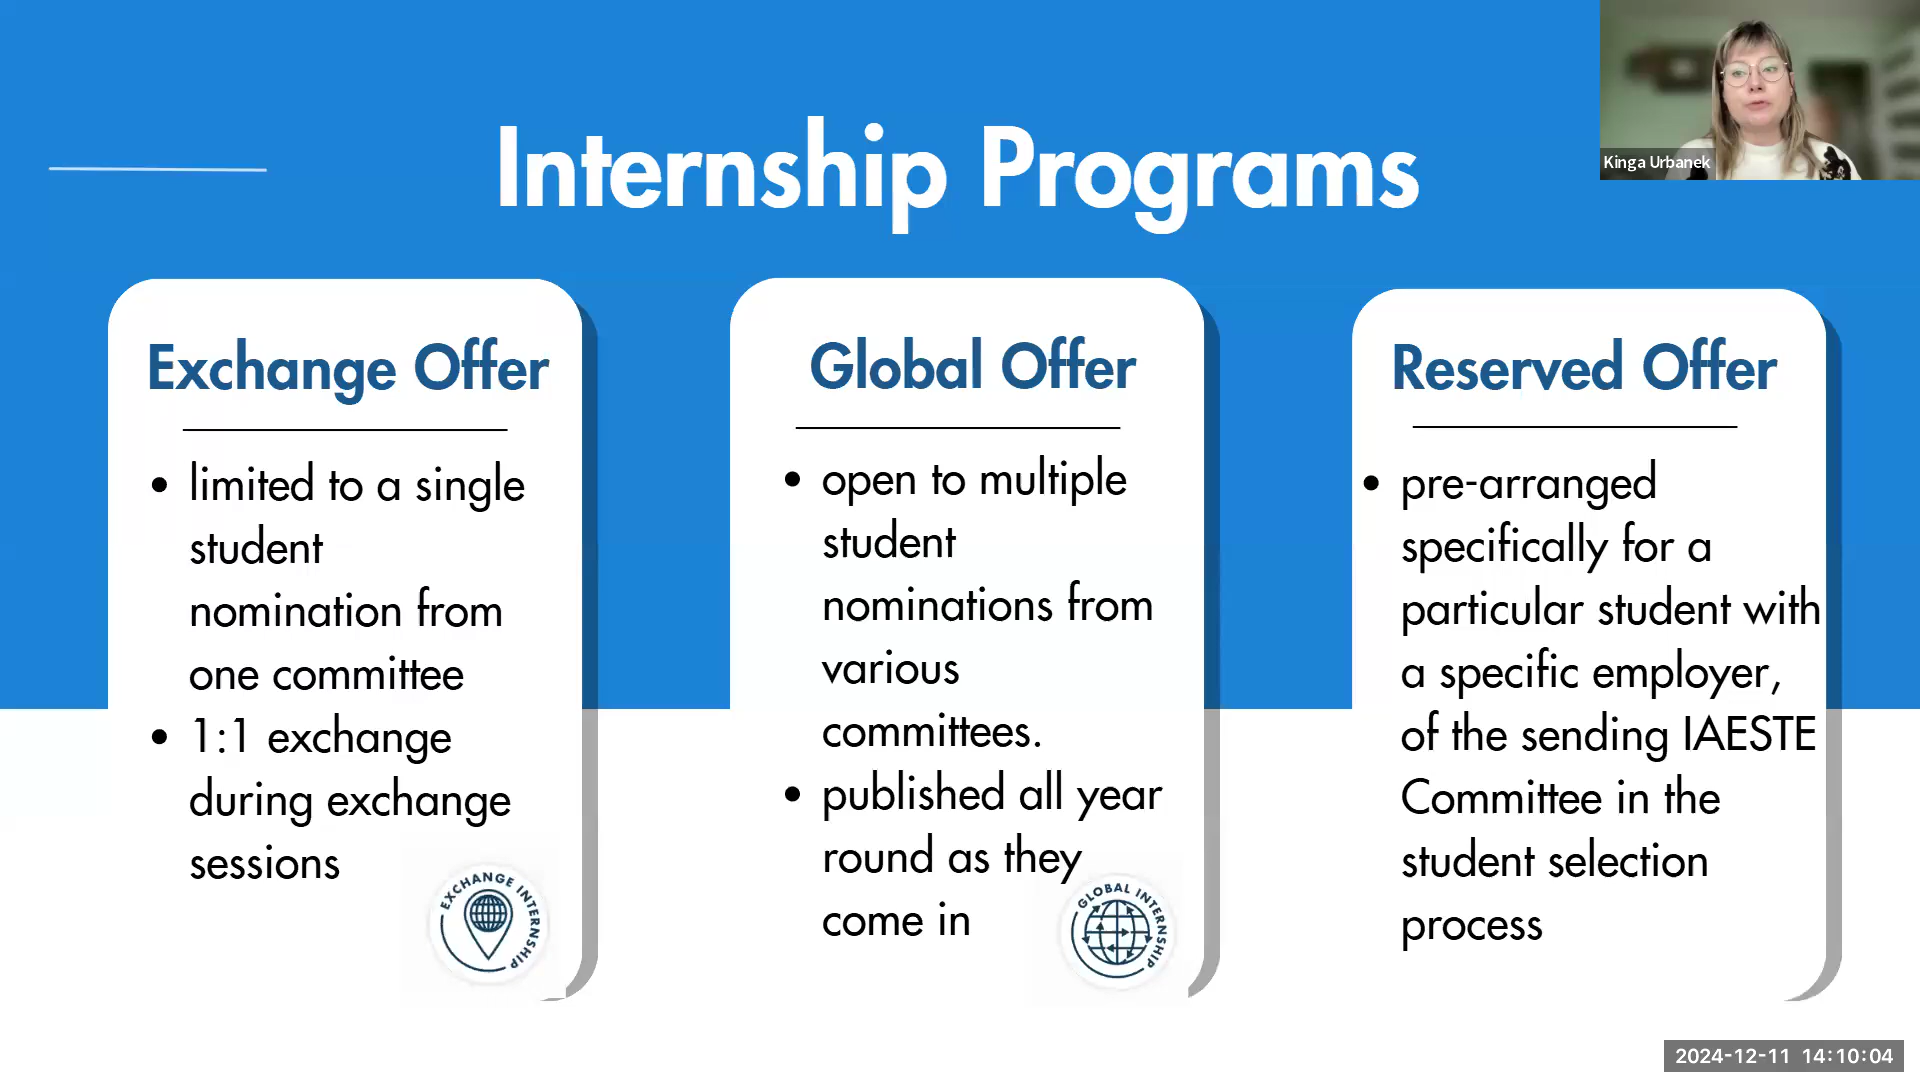 Internship Programs
Kinga Urbanek
Exchange Offer
• limited to a single
student
nomination from
one committee
• 1:1 exchange
during exchange
sessions
EXCHANGE INTERNSHIP
Global Offer
• open to multiple
student
nominations from
various
committees.
• published all year
round as they
come in
GLOBAL INTERNSHIP
Reserved Offer
• pre-arranged
specifically for a
particular student with
a specific employer,
of the sending IAESTE
Committee in the
student selection
process
2024-12-11 14:10:04